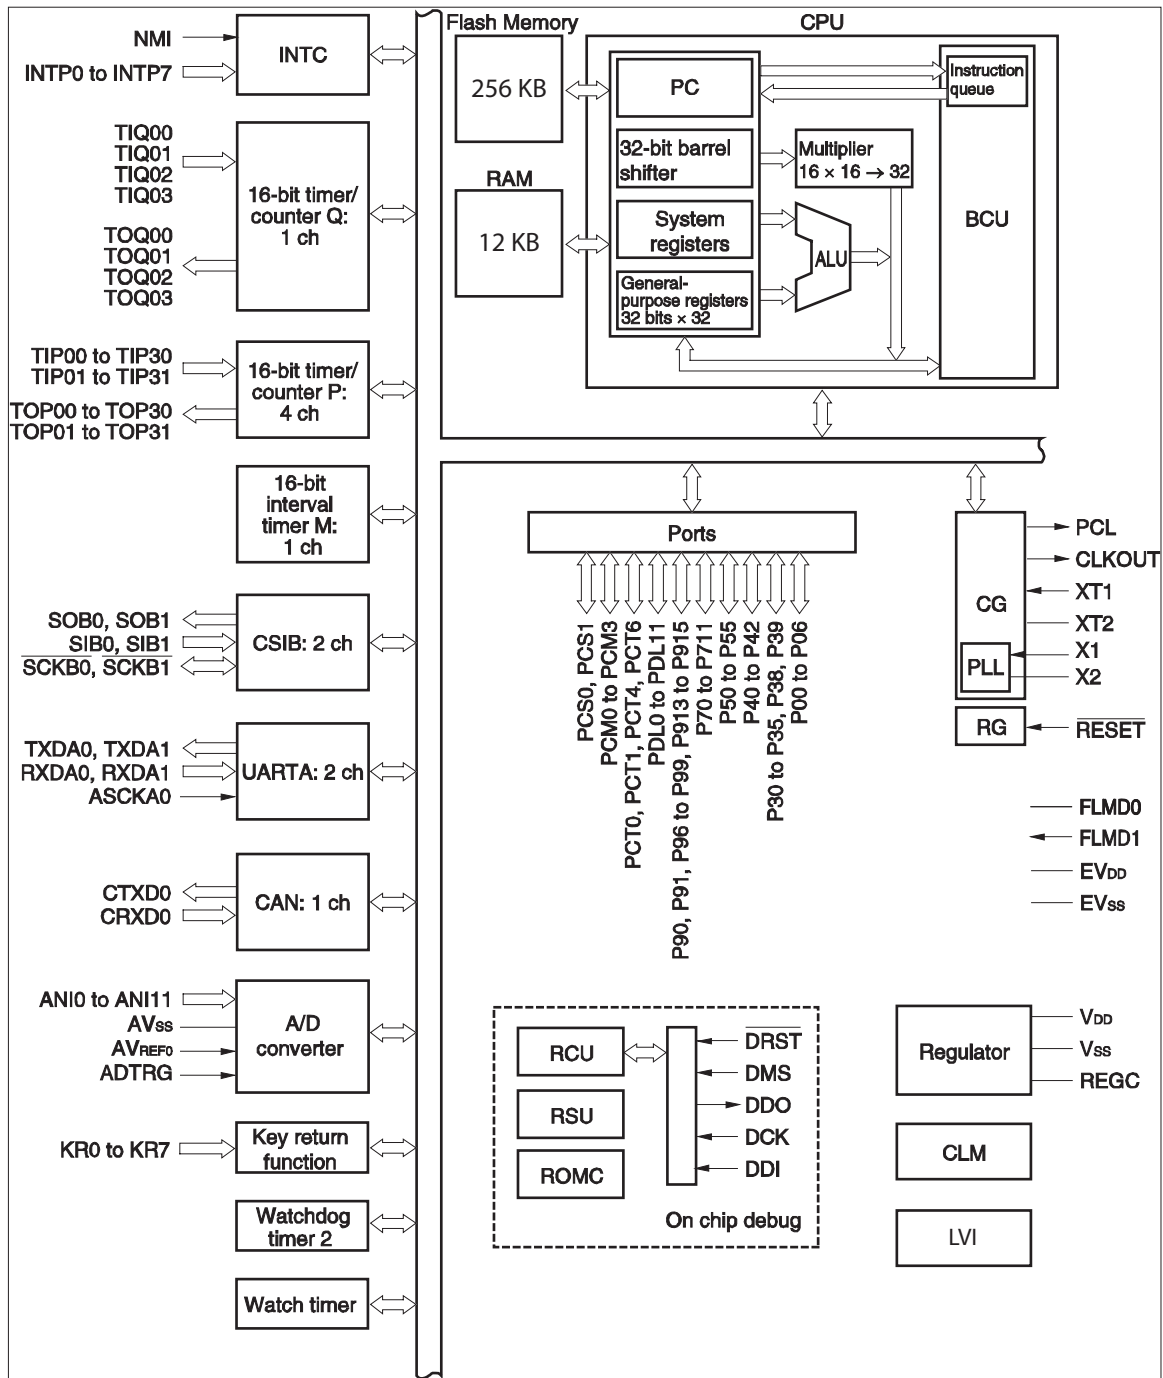 Flash Memory
CPU
NMI
INTP0 to INTP7
INTC
256 KB
PC
Instruction
queue
TIQ00
TIQ01
TIQ02
TIQ03
TOQ00
TOQ01
TOQ02
TOQ03
16-bit timer/
counter Q:
1 ch
32-bit barrel
shifter
Multiplier
16 × 16 → 32
RAM
12 KB
System
registers
ALU
BCU
General-
purpose registers
32 bits × 32
TIP00 to TIP30
TIP01 to TIP31
TOP00 to TOP30
TOP01 to TOP31
16-bit timer/
counter P:
4 ch
16-bit
interval
timer M:
1 ch
Ports
PCS0, PCS1
PCM0 to PCM3
PCT0, PCT1, PCT4, PCT6
PDL0 to PDL11
P90, P91, P96 to P99, P913 to P915
P70 to P711
P50 to P55
P40 to P42
P30 to P35, P38, P39
P00 to P06
CG
PLL
PCL
CLKOUT
XT1
XT2
X1
X2
RG
RESET
SOB0, SOB1
SIB0, SIB1
SCKB0, SCKB1
CSIB: 2 ch
TXDA0, TXDA1
RXDA0, RXDA1
ASCKA0
UARTA: 2 ch
FLMD0
FLMD1
EVDD
EVSS
CTXD0
CRXD0
CAN: 1 ch
ANI0 to ANI11
AVSS
AVREF0
ADTRG
A/D
converter
RCU
RSU
ROMC
DRST
DMS
DDO
DCK
DDI
On chip debug
Regulator
VDD
VSS
REGC
KR0 to KR7
Key return
function
CLM
Watchdog
timer 2
LVI
Watch timer